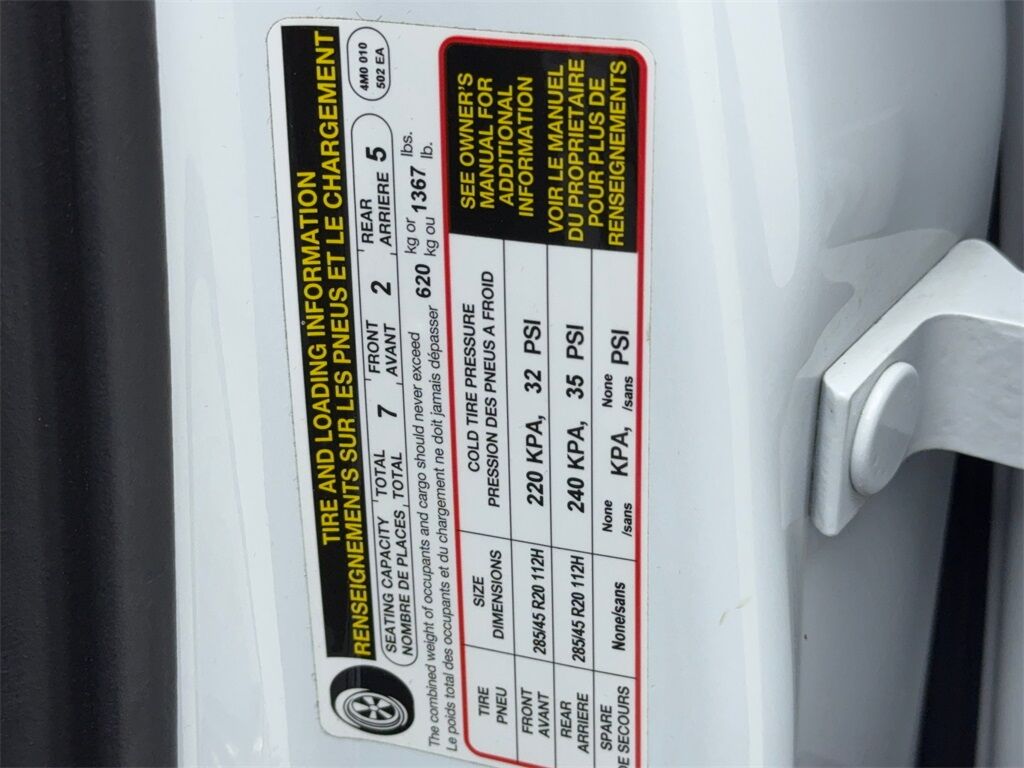 TIRE AND LOADING INFORMATION
RENSEIGNEMENTS SUR LES PNEUS ET LE CHARGEMENT
4M0 010
502 EA
SEATING CAPACITY TOTAL 7 FRONT 2 REAR 5
NOMBRE DE PLACES TOTAL AVANT ARRIERE
The combined weight of occupants and cargo should never exceed 620 kg or 1367 lbs.
Le poids total des occupants et du chargement ne doit jamais dépasser kg ou lb.
TIRE SIZE COLD TIRE PRESSURE
PNEU DIMENSIONS PRESSION DES PNEUS A FROID
FRONT
AVANT 285/45 R20 112H 220 KPA, 32 PSI
REAR
ARRIERE 285/45 R20 112H 240 KPA, 35 PSI
SPARE
DE SECOURS None/sans None /sans KPA, None /sans PSI
SEE OWNER'S
MANUAL FOR
ADDITIONAL
INFORMATION
VOIR LE MANUEL
DU PROPRIETAIRE
POUR PLUS DE
RENSEIGNEMENTS